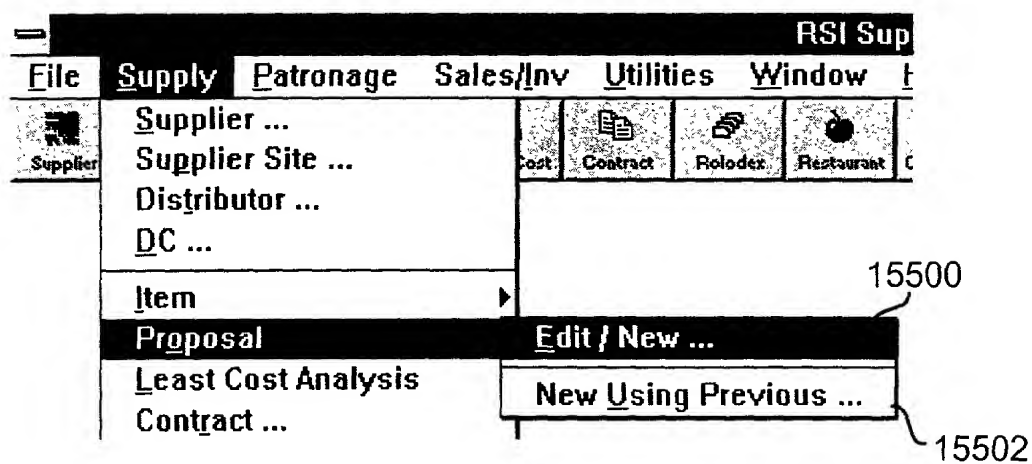 RSI Sup
File Supply Patronage Sales/Inv Utilities Window H
Supplier Cost Contract Rolodex Restaurant C
Supplier ...
Supplier Site ...
Distributor ...
DC ...
Item
15500
Proposal Edit / New ...
Least Cost Analysis New Using Previous ...
Contract ...
15502